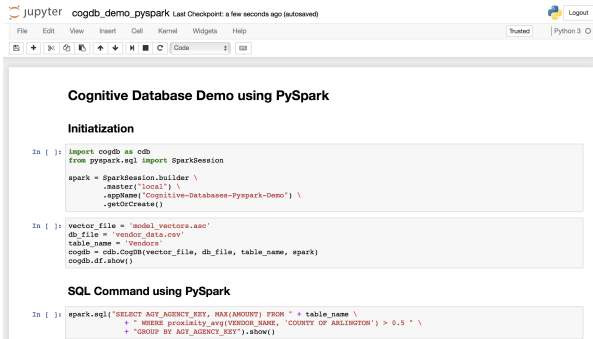 jupyter cogdb_demo_pyspark Last Checkpoint: a few seconds ago (autosaved)
Logout
File Edit View Insert Cell Kernel Widgets Help
Trusted Python 3
Code
Cognitive Database Demo using PySpark
Initiatization
In [ ]: import cogdb as cdb
from pyspark.sql import SparkSession
spark = SparkSession.builder \
.master("local") \
.appName("Cognitive-Databases-Pyspark-Demo") \
.getOrCreate()
In [ ]: vector_file = 'model_vectors.asc'
db_file = 'vendor_data.csv'
table_name = 'Vendors'
cogdb = cdb.CogDB(vector_file, db_file, table_name, spark)
cogdb.df.show()
SQL Command using PySpark
In [ ]: spark.sql("SELECT AGY_AGENCY_KEY, MAX(AMOUNT) FROM " + table_name \
+ " WHERE proximity_avg(VENDOR_NAME, 'COUNTY OF ARLINGTON') > 0.5 " \
+ "GROUP BY AGY_AGENCY_KEY").show()